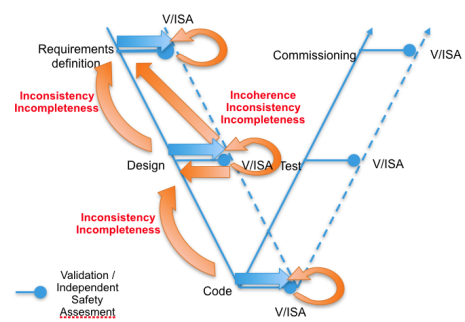 V/ISA
Requirements
definition
Commissioning
V/ISA
Inconsistency
Incompleteness
Incoherence
Inconsistency
Incompleteness
Design
V/ISA
Test
V/ISA
Inconsistency
Incompleteness
Code
V/ISA
Validation /
Independent
Safety
Assesment